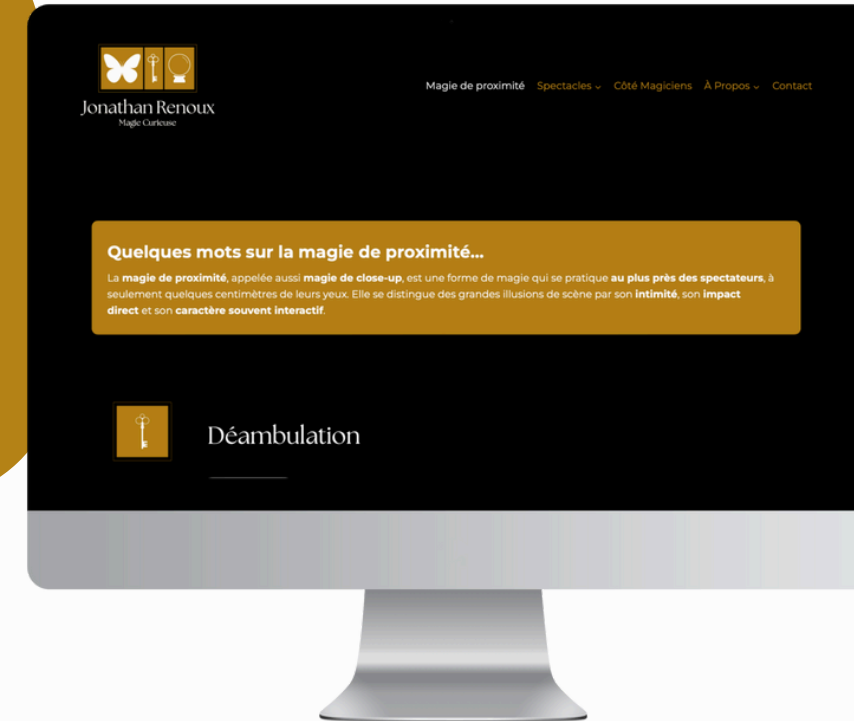 Jonathan Renoux
Magie Curieuse
Magie de proximité Spectacles Côté Magiciens À Propos Contact
Quelques mots sur la magie de proximité...
La magie de proximité, appelée aussi magie de close-up, est une forme de magie qui se pratique au plus près des spectateurs, à
seulement quelques centimètres de leurs yeux. Elle se distingue des grandes illusions de scène par son intimité, son impact
direct et son caractère souvent interactif.
Déambulation